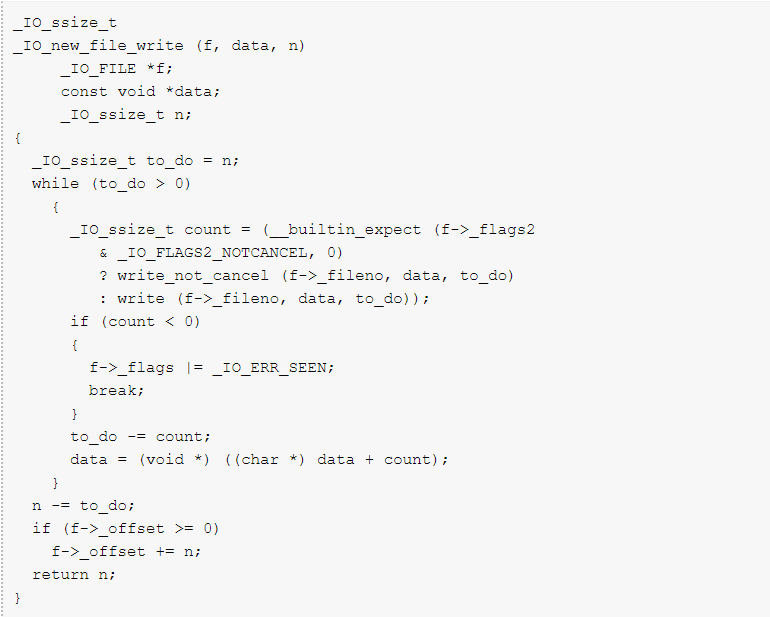 _IO_ssize_t
_IO_new_file_write (f, data, n)
     _IO_FILE *f;
     const void *data;
     _IO_ssize_t n;
{
  _IO_ssize_t to_do = n;
  while (to_do > 0)
    {
      _IO_ssize_t count = (__builtin_expect (f->_flags2
         & _IO_FLAGS2_NOTCANCEL, 0)
         ? write_not_cancel (f->_fileno, data, to_do)
         : write (f->_fileno, data, to_do));
      if (count < 0)
      {
        f->_flags |= _IO_ERR_SEEN;
        break;
      }
      to_do -= count;
      data = (void *) ((char *) data + count);
    }
  n -= to_do;
  if (f->_offset >= 0)
    f->_offset += n;
  return n;
}